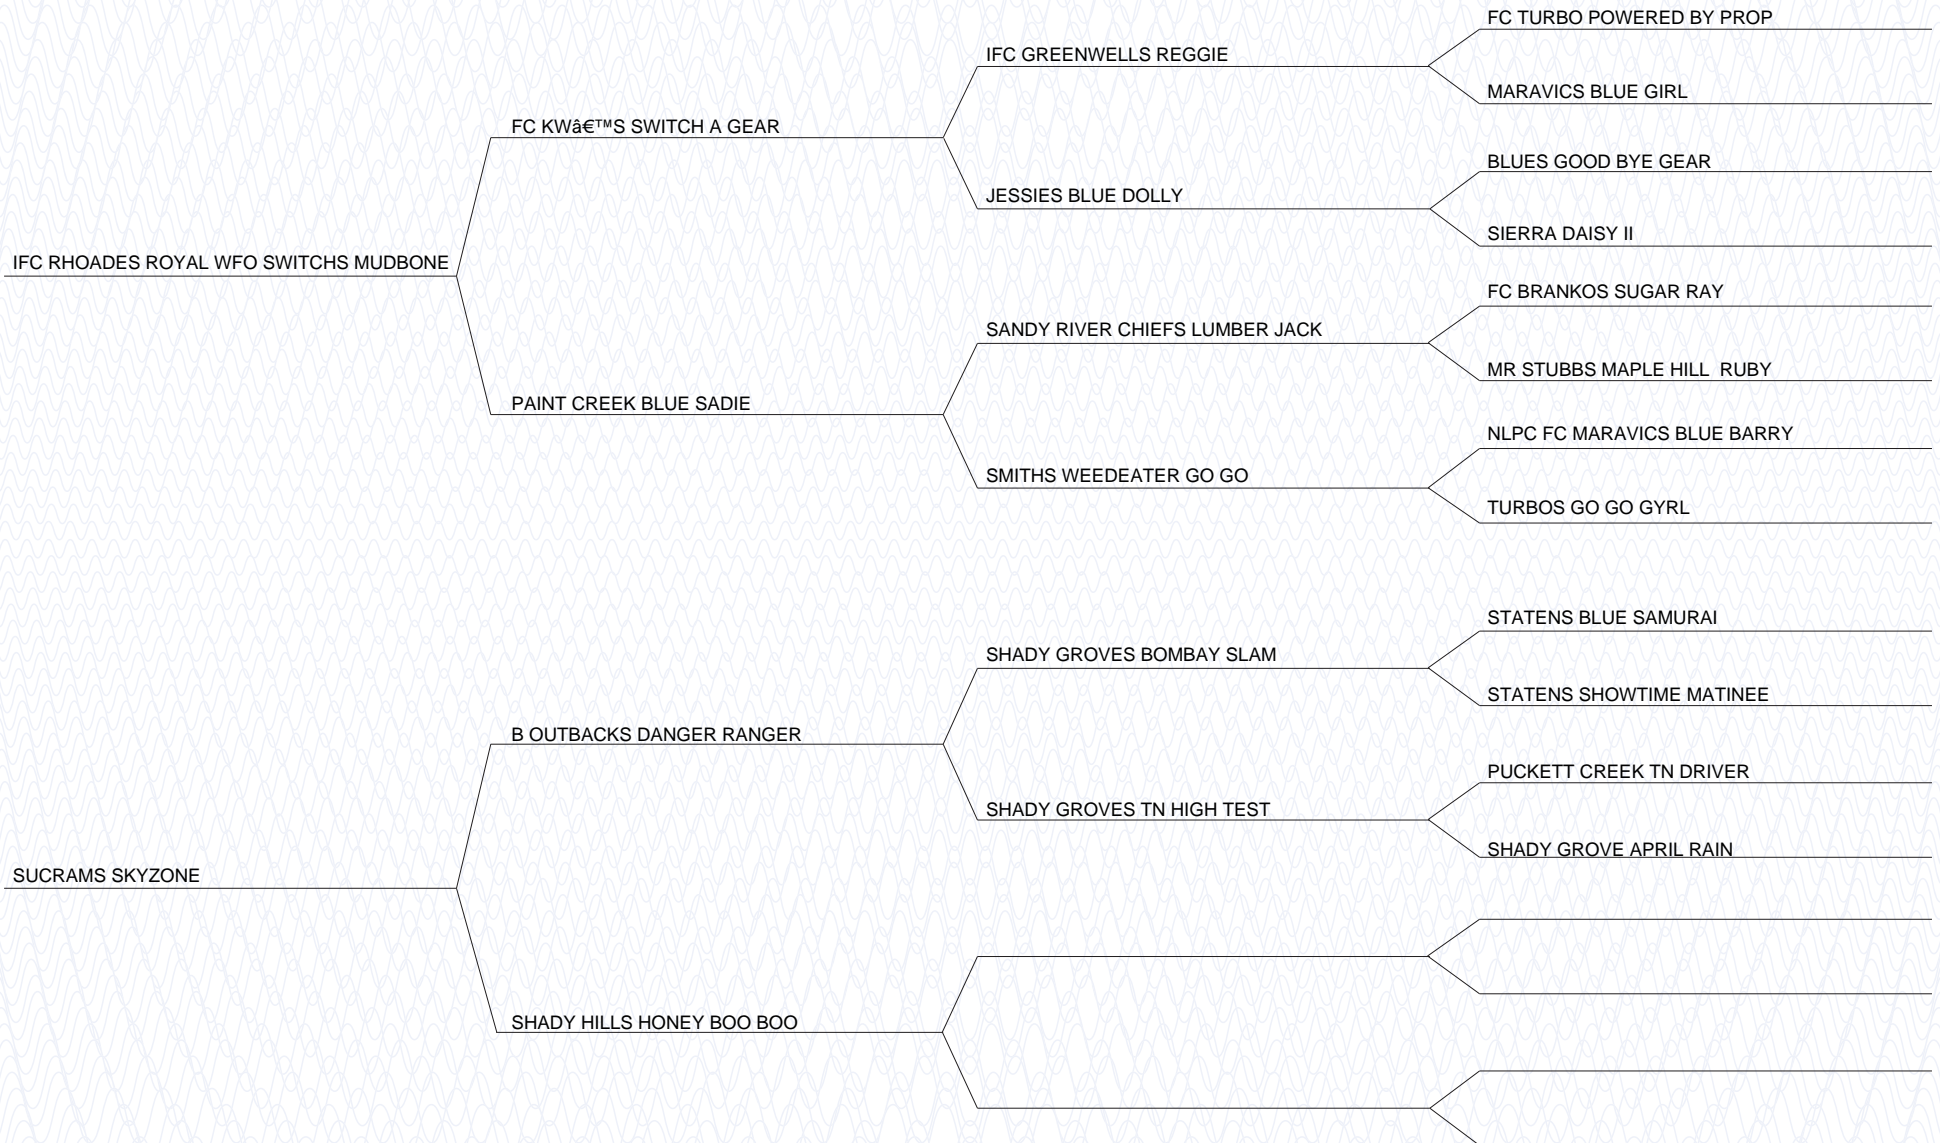 FC TURBO POWERED BY PROP
IFC GREENWELLS REGGIE
MARAVICS BLUE GIRL
FC KWâ€™S SWITCH A GEAR
BLUES GOOD BYE GEAR
JESSIES BLUE DOLLY
SIERRA DAISY II
IFC RHOADES ROYAL WFO SWITCHS MUDBONE
FC BRANKOS SUGAR RAY
SANDY RIVER CHIEFS LUMBER JACK
MR STUBBS MAPLE HILL  RUBY
PAINT CREEK BLUE SADIE
NLPC FC MARAVICS BLUE BARRY
SMITHS WEEDEATER GO GO
TURBOS GO GO GYRL
STATENS BLUE SAMURAI
SHADY GROVES BOMBAY SLAM
STATENS SHOWTIME MATINEE
B OUTBACKS DANGER RANGER
PUCKETT CREEK TN DRIVER
SHADY GROVES TN HIGH TEST
SHADY GROVE APRIL RAIN
SUCRAMS SKYZONE
SHADY HILLS HONEY BOO BOO